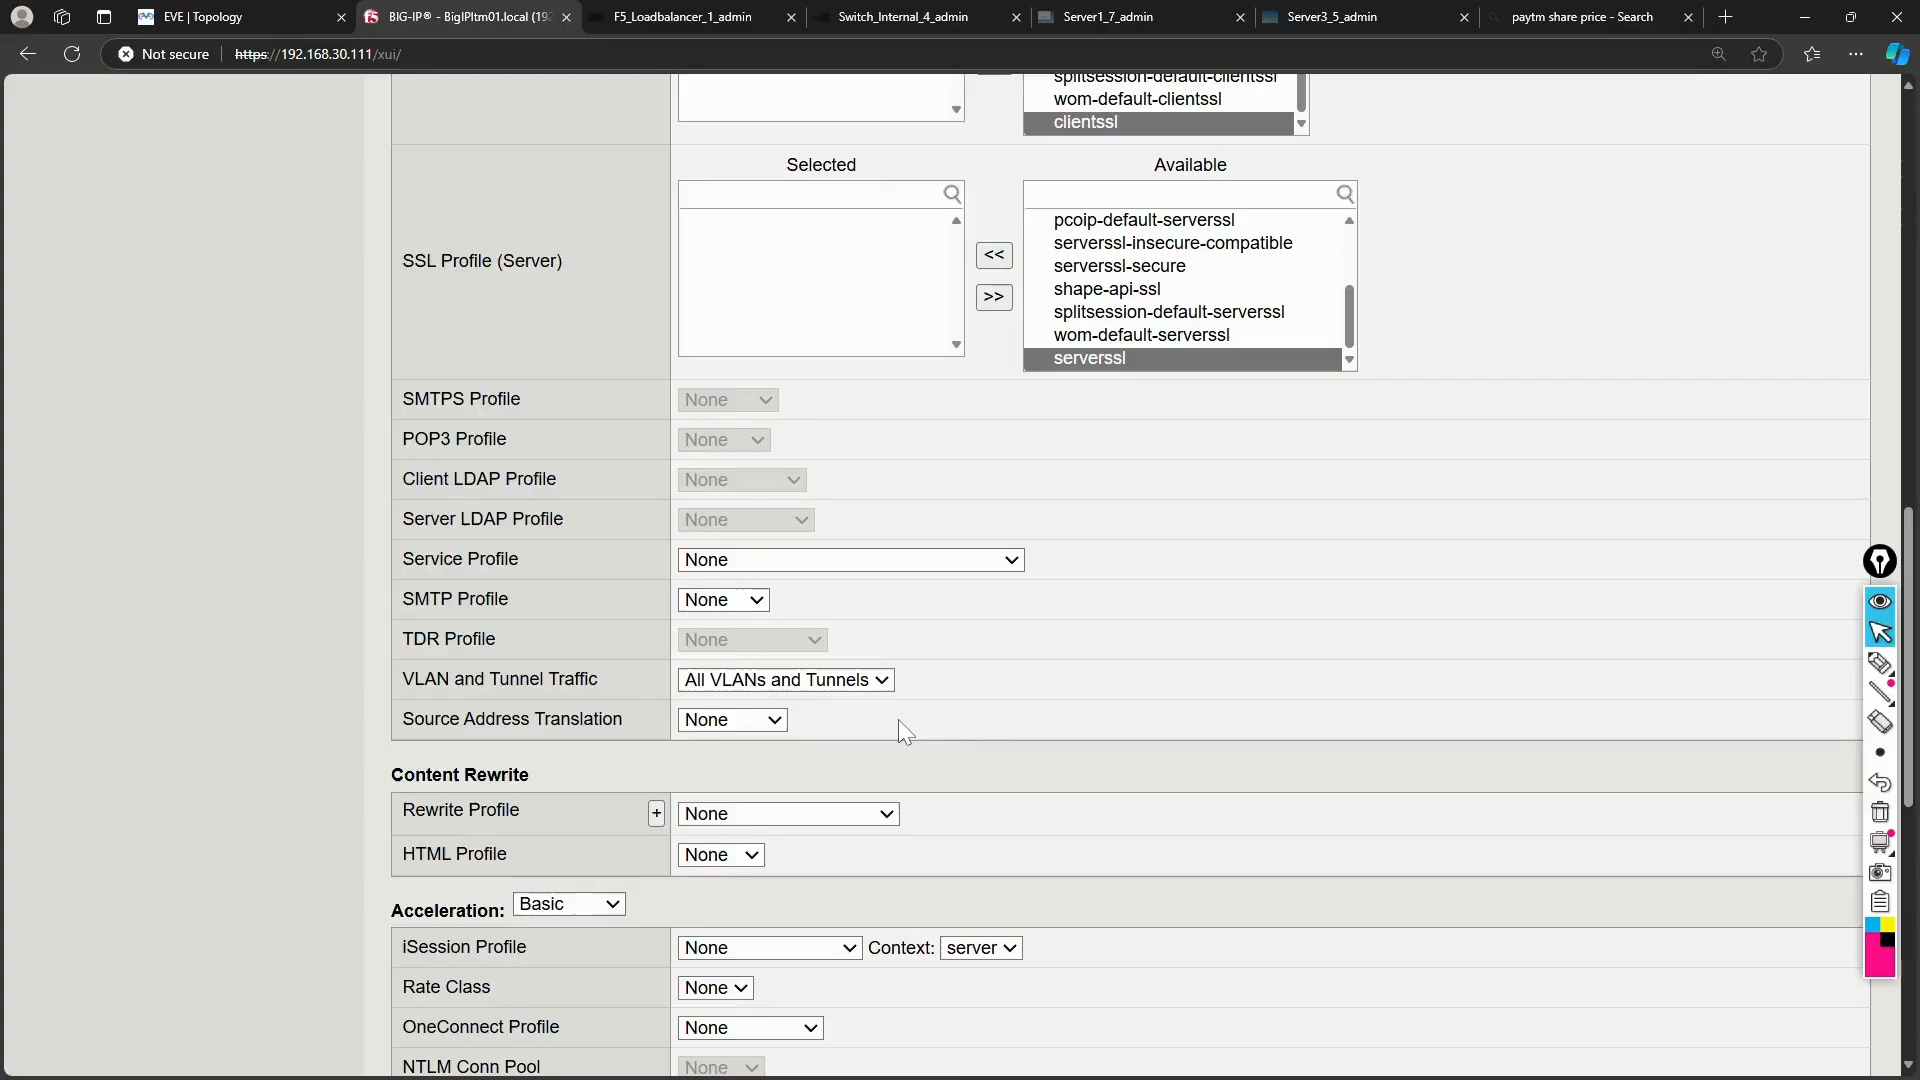 EVE | Topology
BIG-IP® - BigIPltm01.local (192
F5_Loadbalancer_1_admin
Switch_Internal_4_admin
Server1_7_admin
Server3_5_admin
paytm share price - Search
Not secure
https://192.168.30.111/xui/
splitsession-default-clientssl
wom-default-clientssl
clientssl
Selected
Available
SSL Profile (Server)
<<
>>
pcoip-default-serverssl
serverssl-insecure-compatible
serverssl-secure
shape-api-ssl
splitsession-default-serverssl
wom-default-serverssl
serverssl
SMTPS Profile None
POP3 Profile None
Client LDAP Profile None
Server LDAP Profile None
Service Profile None
SMTP Profile None
TDR Profile None
VLAN and Tunnel Traffic All VLANs and Tunnels
Source Address Translation None
Content Rewrite
Rewrite Profile + None
HTML Profile None
Acceleration: Basic
iSession Profile None Context: server
Rate Class None
OneConnect Profile None
NTLM Conn Pool None